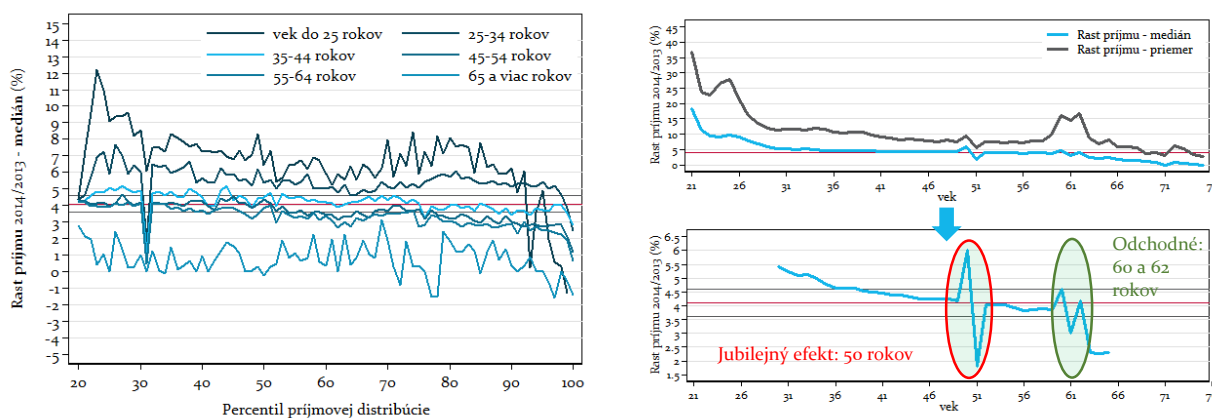 Rast príjmu 2014/2013 - medián (%)
15
14
13
12
11
10
9
8
7
6
5
4
3
2
1
0
-1
-2
-3
-4
-5
vek do 25 rokov
25-34 rokov
35-44 rokov
45-54 rokov
55-64 rokov
65 a viac rokov
20 30 40 50 60 70 80 90 100
Percentil príjmovej distribúcie
Rast príjmu 2014/2013 (%)
45
40
35
30
25
20
15
10
5
0
Rast príjmu - medián
Rast príjmu - priemer
21 26 31 36 41 46 51 56 61 66 71 7
vek
Rast príjmu 2014/2013 (%)
6.5
6
5.5
5
4.5
4
3.5
3
2.5
2
1.5
Odchodné:
60 a 62
rokov
Jubilejný efekt: 50 rokov
21 26 31 36 41 46 51 56 61 66 71 7
vek